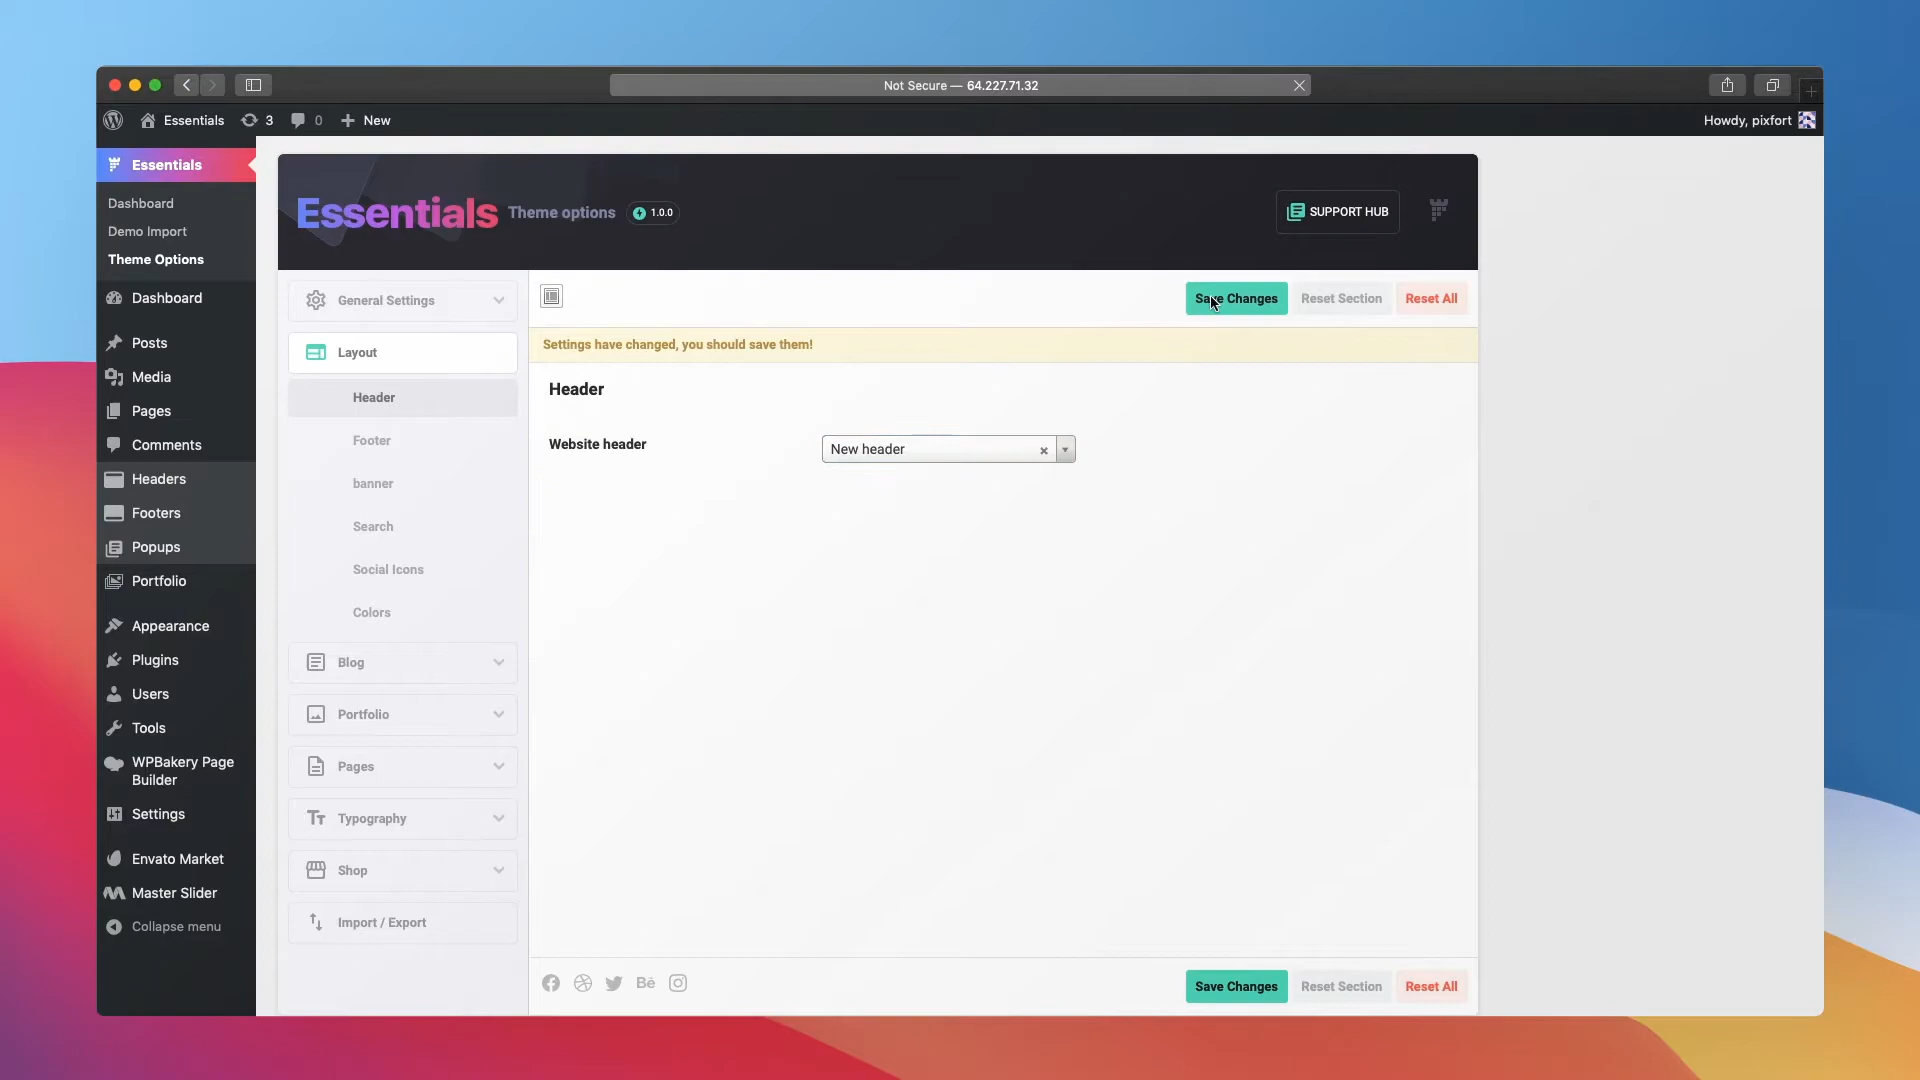 Not Secure — 64.227.71.32
Essentials
3
0
New
Howdy, pixfort
Essentials
Dashboard
Demo Import
Theme Options
Dashboard
Posts
Media
Pages
Comments
Headers
Footers
Popups
Portfolio
Appearance
Plugins
Users
Tools
WPBakery Page
Builder
Settings
Envato Market
Master Slider
Collapse menu
Essentials
Theme options
1.0.0
SUPPORT HUB
General Settings
Layout
Header
Footer
banner
Search
Social Icons
Colors
Blog
Portfolio
Pages
Typography
Shop
Import / Export
Save Changes
Reset Section
Reset All
Settings have changed, you should save them!
Header
Website header
New header
Save Changes
Reset Section
Reset All